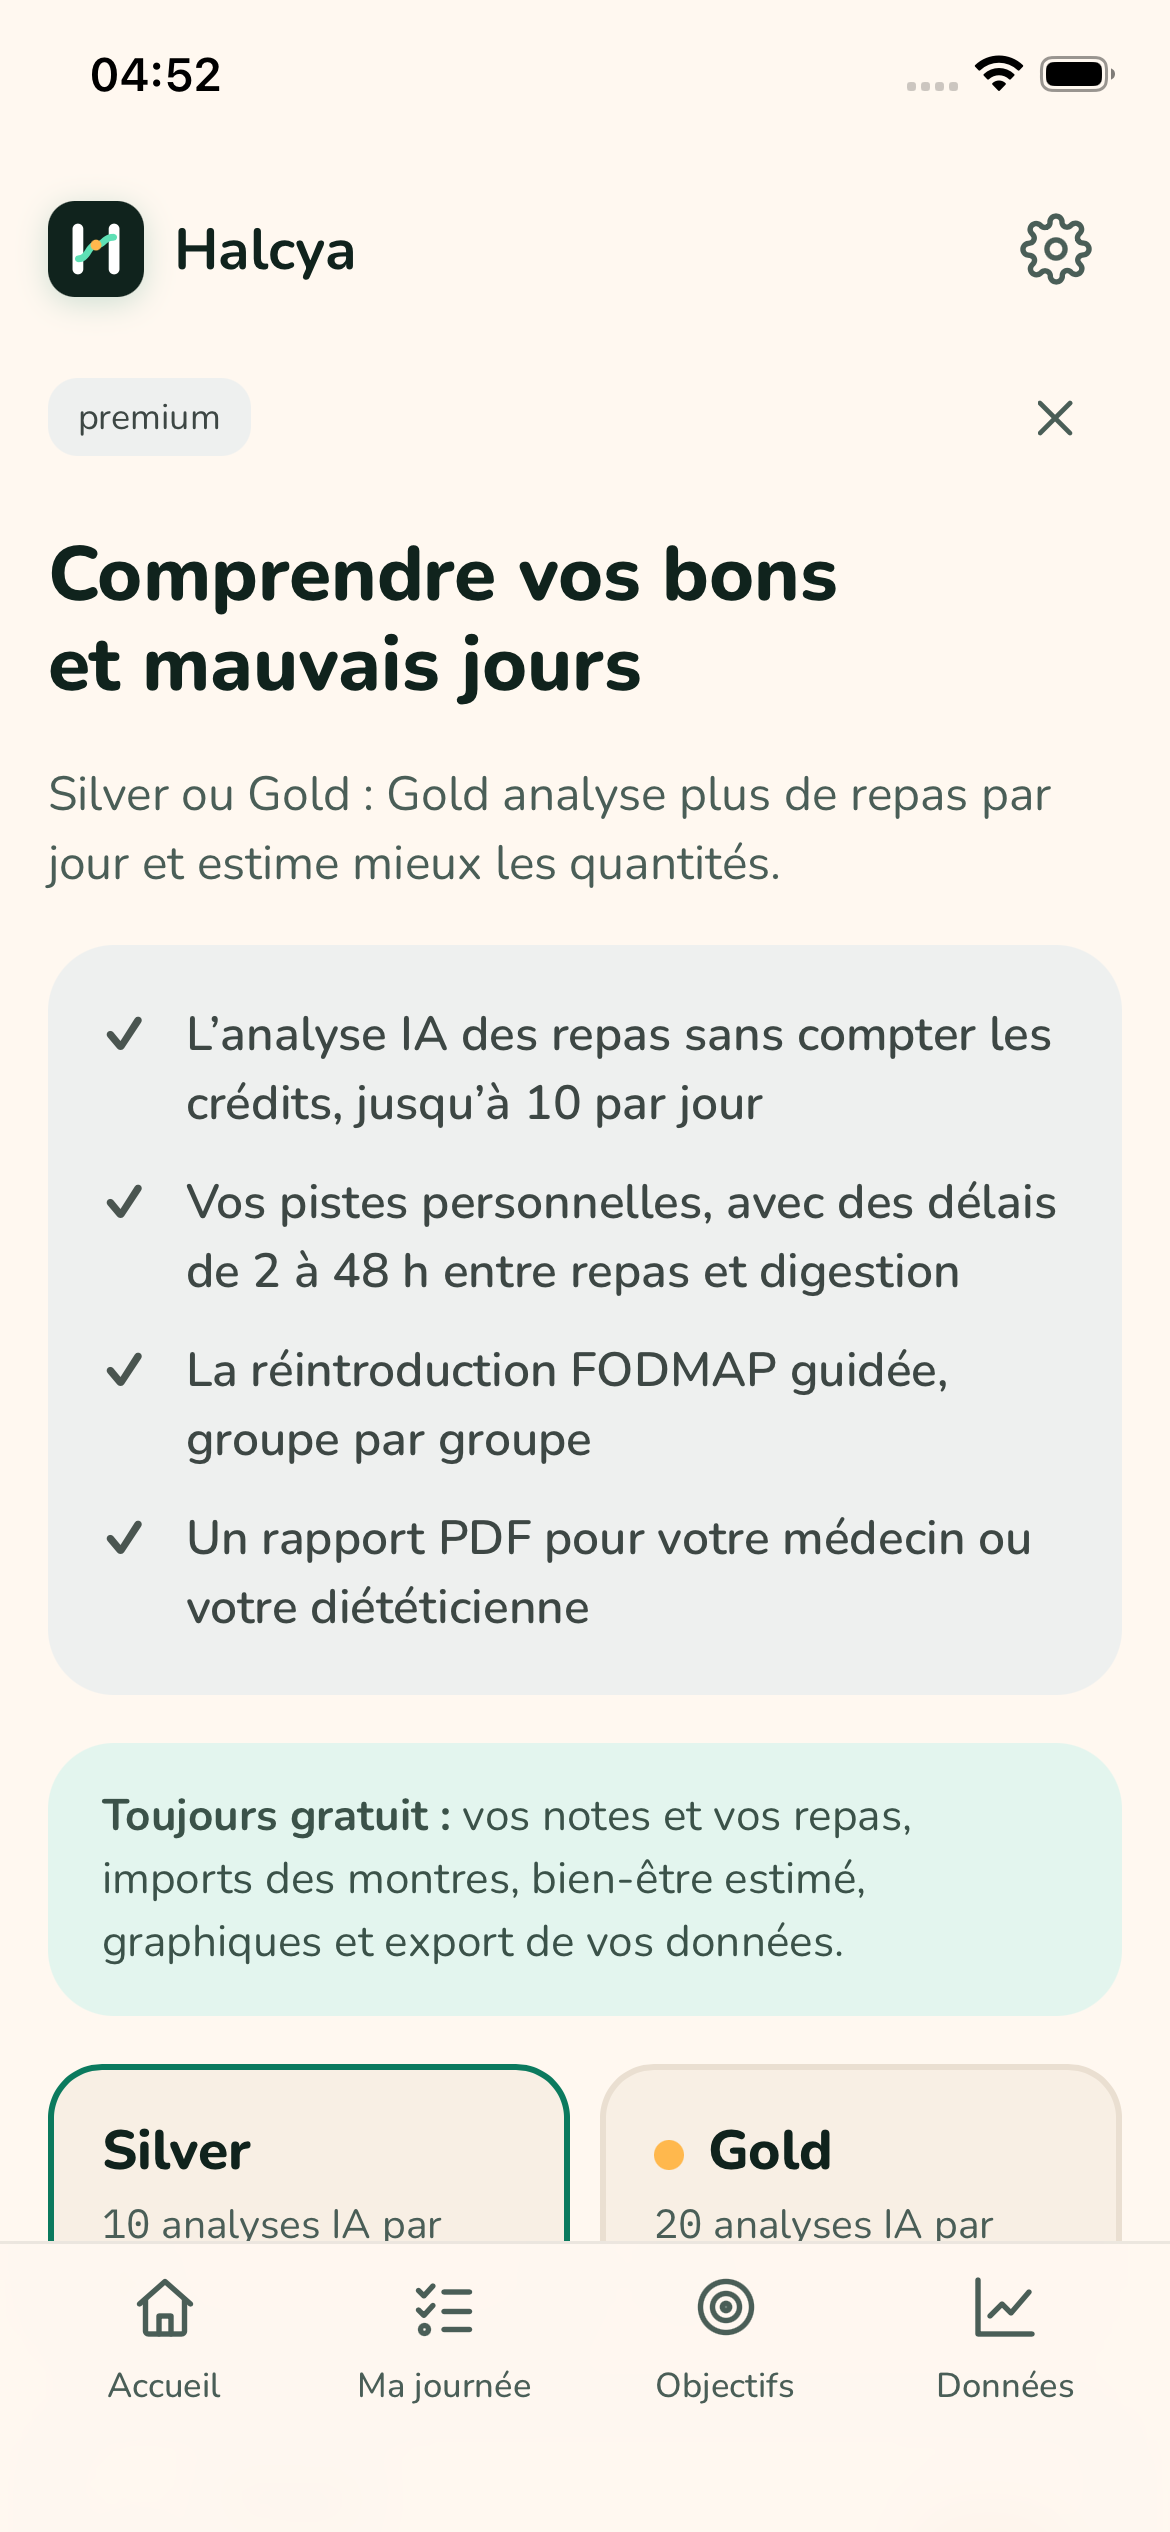 04:52
Halcya
premium
Comprendre vos bons
et mauvais jours
Silver ou Gold : Gold analyse plus de repas par
jour et estime mieux les quantités.
L’analyse IA des repas sans compter les
crédits, jusqu’à 10 par jour
Vos pistes personnelles, avec des délais
de 2 à 48 h entre repas et digestion
La réintroduction FODMAP guidée,
groupe par groupe
Un rapport PDF pour votre médecin ou
votre diététicienne
Toujours gratuit : vos notes et vos repas,
imports des montres, bien-être estimé,
graphiques et export de vos données.
Silver
10 analyses IA par
Gold
20 analyses IA par
Accueil
Ma journée
Objectifs
Données